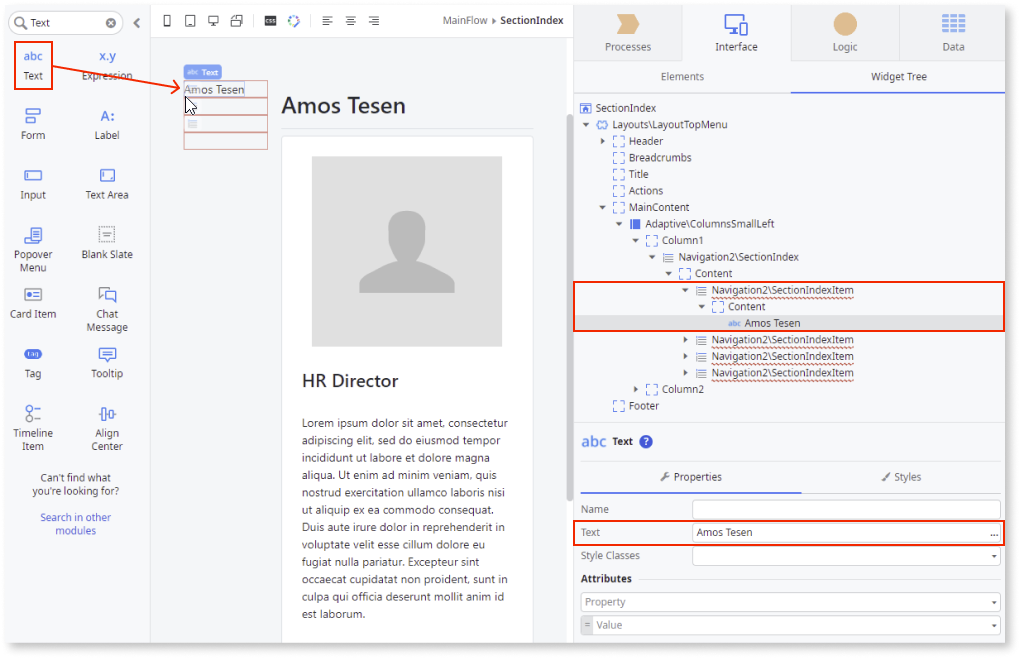 Text
abc
Text
x.y
Expression
Form
A:
Label
Input
Text Area
Popover
Menu
Blank Slate
Card Item
Chat
Message
tag
Tag
Tooltip
Timeline
Item
Align
Center
Can't find what
you're looking for?
Search in other
modules
css
MainFlow
SectionIndex
abc Text
Amos Tesen
Amos Tesen
HR Director
Lorem ipsum dolor sit amet, consectetur
adipiscing elit, sed do eiusmod tempor
incididunt ut labore et dolore magna
aliqua. Ut enim ad minim veniam, quis
nostrud exercitation ullamco laboris nisi
ut aliquip ex ea commodo consequat.
Duis aute irure dolor in reprehenderit in
voluptate velit esse cillum dolore eu
fugiat nulla pariatur. Excepteur sint
occaecat cupidatat non proident, sunt in
culpa qui officia deserunt mollit anim id
est laborum.
Processes
Interface
Logic
Data
Elements
Widget Tree
SectionIndex
Layouts\LayoutTopMenu
Header
Breadcrumbs
Title
Actions
MainContent
Adaptive\ColumnsSmallLeft
Column1
Navigation2\SectionIndex
Content
Navigation2\SectionIndexItem
Content
abc Amos Tesen
Navigation2\SectionIndexItem
Navigation2\SectionIndexItem
Navigation2\SectionIndexItem
Column2
Footer
abc Text ?
Properties
Styles
Name
Text
Amos Tesen
...
Style Classes
Attributes
Property
= Value